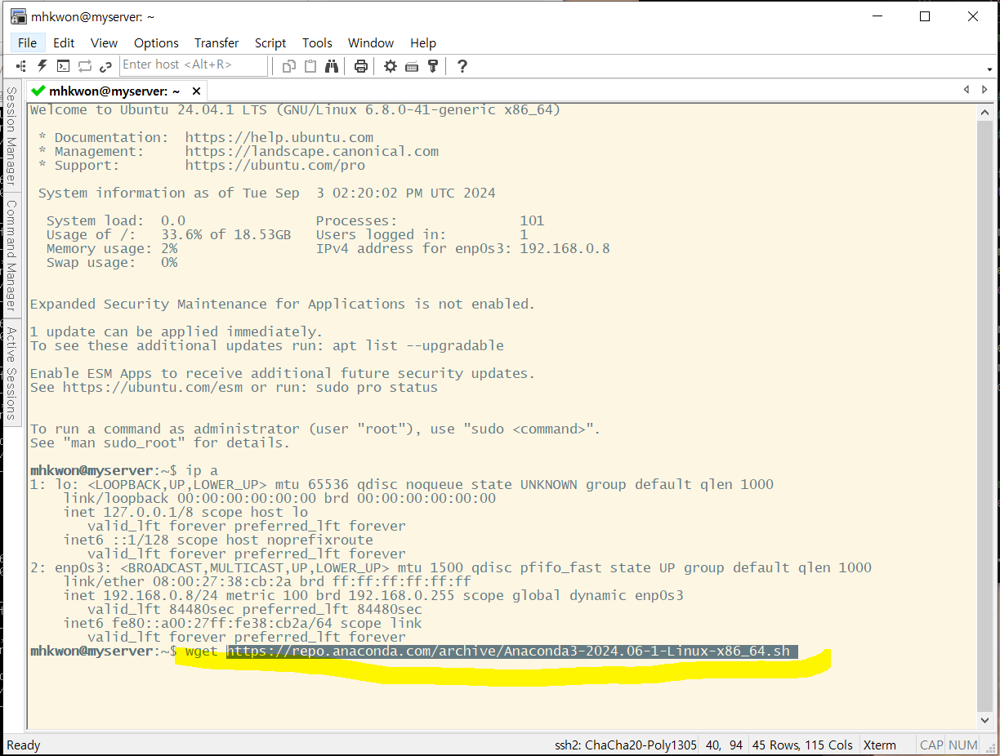 mhkwon@myserver: ~
File Edit View Options Transfer Script Tools Window Help
Enter host <Alt+R>
mhkwon@myserver: ~
Session Manager
Command Manager
Active Sessions
Welcome to Ubuntu 24.04.1 LTS (GNU/Linux 6.8.0-41-generic x86_64)
* Documentation:  https://help.ubuntu.com
* Management:     https://landscape.canonical.com
* Support:        https://ubuntu.com/pro
System information as of Tue Sep  3 02:20:02 PM UTC 2024
System load:  0.0                Processes:               101
Usage of /:   33.6% of 18.53GB   Users logged in:         1
Memory usage: 2%                 IPv4 address for enp0s3: 192.168.0.8
Swap usage:   0%
Expanded Security Maintenance for Applications is not enabled.
1 update can be applied immediately.
To see these additional updates run: apt list --upgradable
Enable ESM Apps to receive additional future security updates.
See https://ubuntu.com/esm or run: sudo pro status
To run a command as administrator (user "root"), use "sudo <command>".
See "man sudo_root" for details.
mhkwon@myserver:~$ ip a
1: lo: <LOOPBACK,UP,LOWER_UP> mtu 65536 qdisc noqueue state UNKNOWN group default qlen 1000
link/loopback 00:00:00:00:00:00 brd 00:00:00:00:00:00
inet 127.0.0.1/8 scope host lo
valid_lft forever preferred_lft forever
inet6 ::1/128 scope host noprefixroute
valid_lft forever preferred_lft forever
2: enp0s3: <BROADCAST,MULTICAST,UP,LOWER_UP> mtu 1500 qdisc pfifo_fast state UP group default qlen 1000
link/ether 08:00:27:38:cb:2a brd ff:ff:ff:ff:ff:ff
inet 192.168.0.8/24 metric 100 brd 192.168.0.255 scope global dynamic enp0s3
valid_lft 84480sec preferred_lft 84480sec
inet6 fe80::a00:27ff:fe38:cb2a/64 scope link
valid_lft forever preferred_lft forever
mhkwon@myserver:~$ wget https://repo.anaconda.com/archive/Anaconda3-2024.06-1-Linux-x86_64.sh
Ready ssh2: ChaCha20-Poly1305 40, 94 45 Rows, 115 Cols Xterm CAP NUM